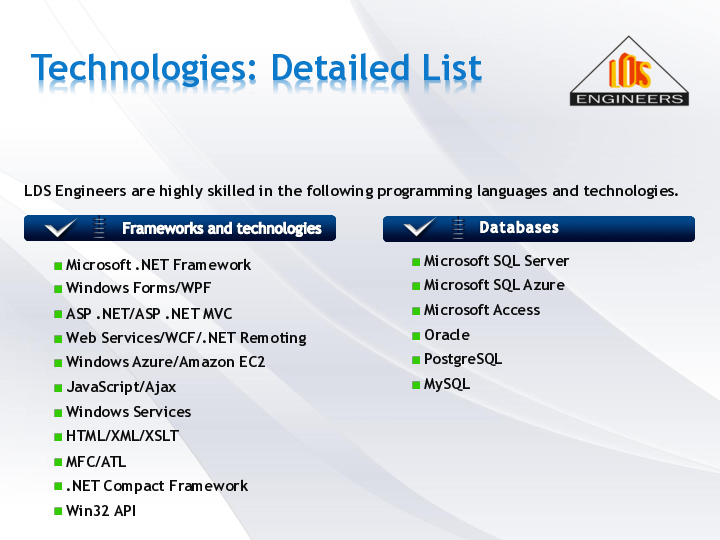 Technologies: Detailed List
LDS
ENGINEERS
LDS Engineers are highly skilled in the following programming languages and technologies.
Frameworks and technologies
Microsoft .NET Framework
Windows Forms/WPF
ASP .NET/ASP .NET MVC
Web Services/WCF/.NET Remoting
Windows Azure/Amazon EC2
JavaScript/Ajax
Windows Services
HTML/XML/XSLT
MFC/ATL
.NET Compact Framework
Win32 API
Databases
Microsoft SQL Server
Microsoft SQL Azure
Microsoft Access
Oracle
PostgreSQL
MySQL